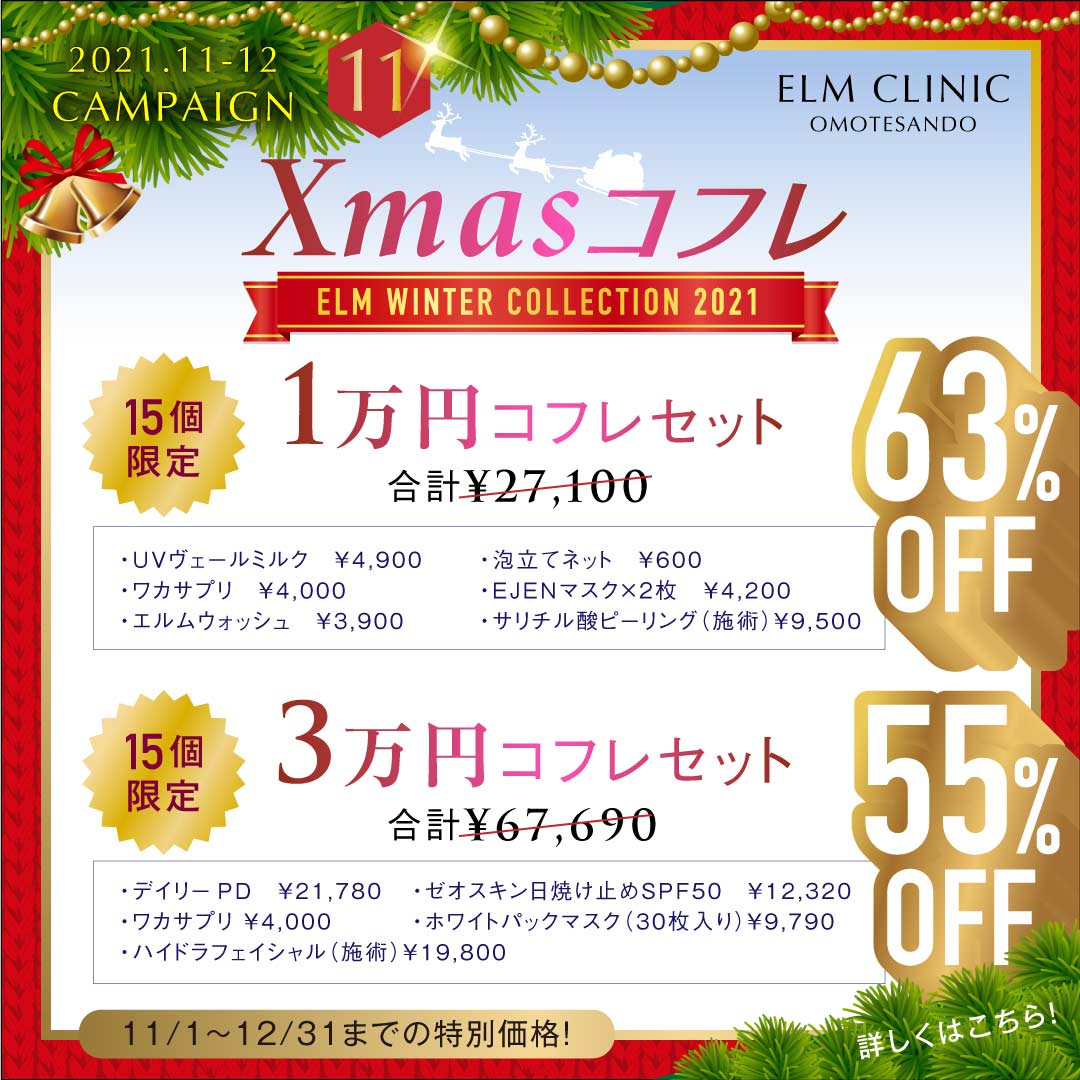 2021.11-12
CAMPAIGN
11
ELM CLINIC
OMOTESANDO
Xmasコフレ
ELM WINTER COLLECTION 2021
15個
限定
1万円コフレセット
合計¥27,100
63%
OFF
・UVヴェールミルク ¥4,900 ・泡立てネット ¥600
・ワカサプリ ¥4,000 ・EJENマスク×2枚 ¥4,200
・エルムウォッシュ ¥3,900 ・サリチル酸ピーリング（施術）¥9,500
15個
限定
3万円コフレセット
合計¥67,690
55%
OFF
・デイリーPD ¥21,780 ・ゼオスキン日焼け止めSPF50 ¥12,320
・ワカサプリ ¥4,000 ・ホワイトパックマスク（30枚入り）¥9,790
・ハイドラフェイシャル（施術）¥19,800
11/1～12/31までの特別価格!
詳しくはこちら!